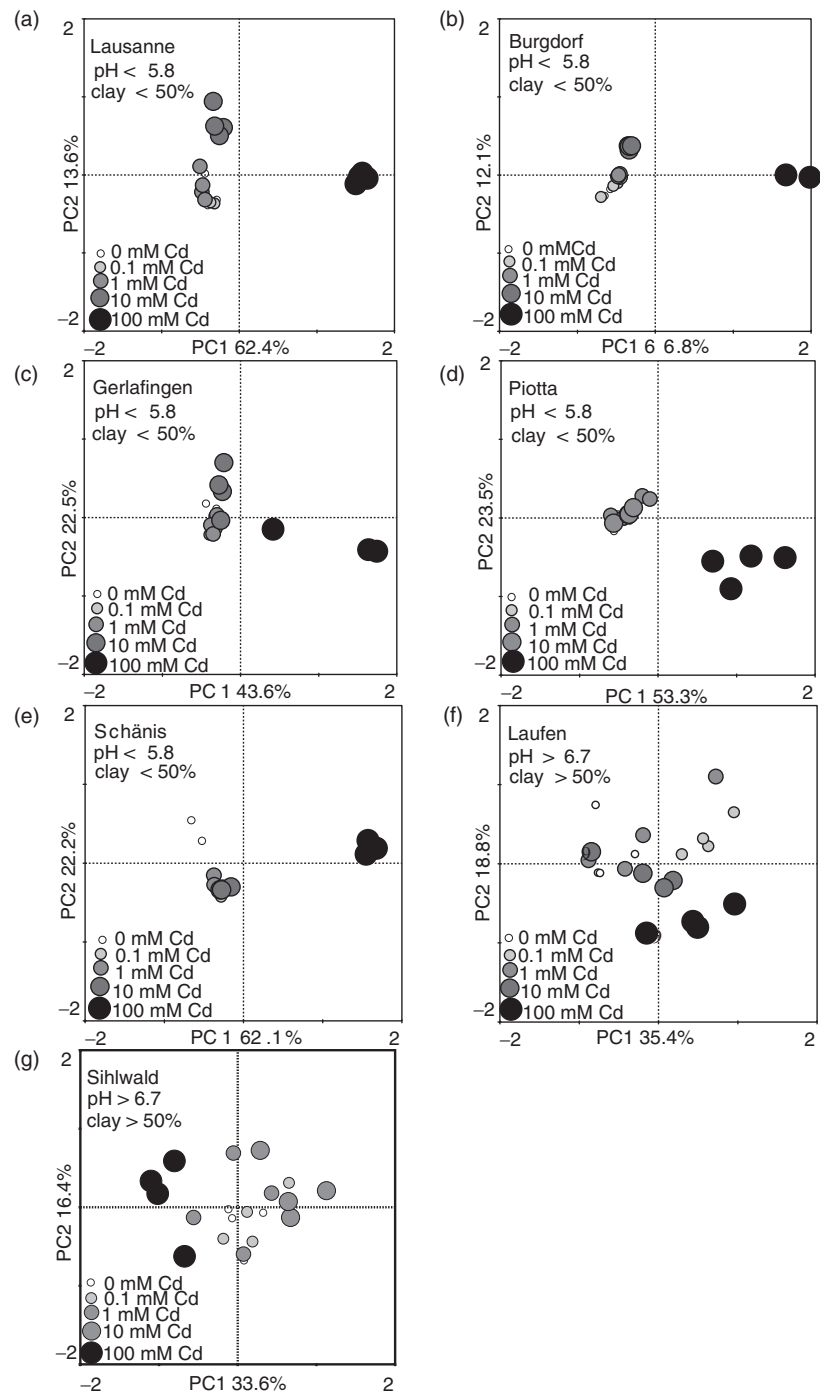 (a)
2
Lausanne
pH < 5.8
clay < 50%
PC2 13.6%
0 mM Cd
0.1 mM Cd
1 mM Cd
10 mM Cd
100 mM Cd
−2
−2
PC1 62.4%
2
(b)
2
Burgdorf
pH < 5.8
clay < 50%
PC2 12.1%
0 mMCd
0.1 mM Cd
1 mM Cd
10 mM Cd
100 mM Cd
−2
−2
PC1 6 6.8%
2
(c)
2
Gerlafingen
pH < 5.8
clay < 50%
PC2 22.5%
0 mM Cd
0.1 mM Cd
1 mM Cd
10 mM Cd
100 mM Cd
−2
−2
PC 1 43.6%
2
(d)
2
Piotta
pH < 5.8
clay < 50%
PC2 23.5%
0 mM Cd
0.1 mM Cd
1 mM Cd
10 mM Cd
100 mM Cd
−2
−2
PC 1 53.3%
2
(e)
2
Schänis
pH < 5.8
clay < 50%
PC2 22.2%
0 mM Cd
0.1 mM Cd
1 mM Cd
10 mM Cd
100 mM Cd
−2
−2
PC 1 62 .1 %
2
(f)
2
Laufen
pH > 6.7
clay > 50%
PC2 18.8%
0 mM Cd
0.1 mM Cd
1 mM Cd
10 mM Cd
100 mM Cd
−2
−2
PC1 35.4%
2
(g)
2
Sihlwald
pH > 6.7
clay > 50%
PC2 16.4%
0 mM Cd
0.1 mM Cd
1 mM Cd
10 mM Cd
100 mM Cd
−2
−2
PC1 33.6%
2